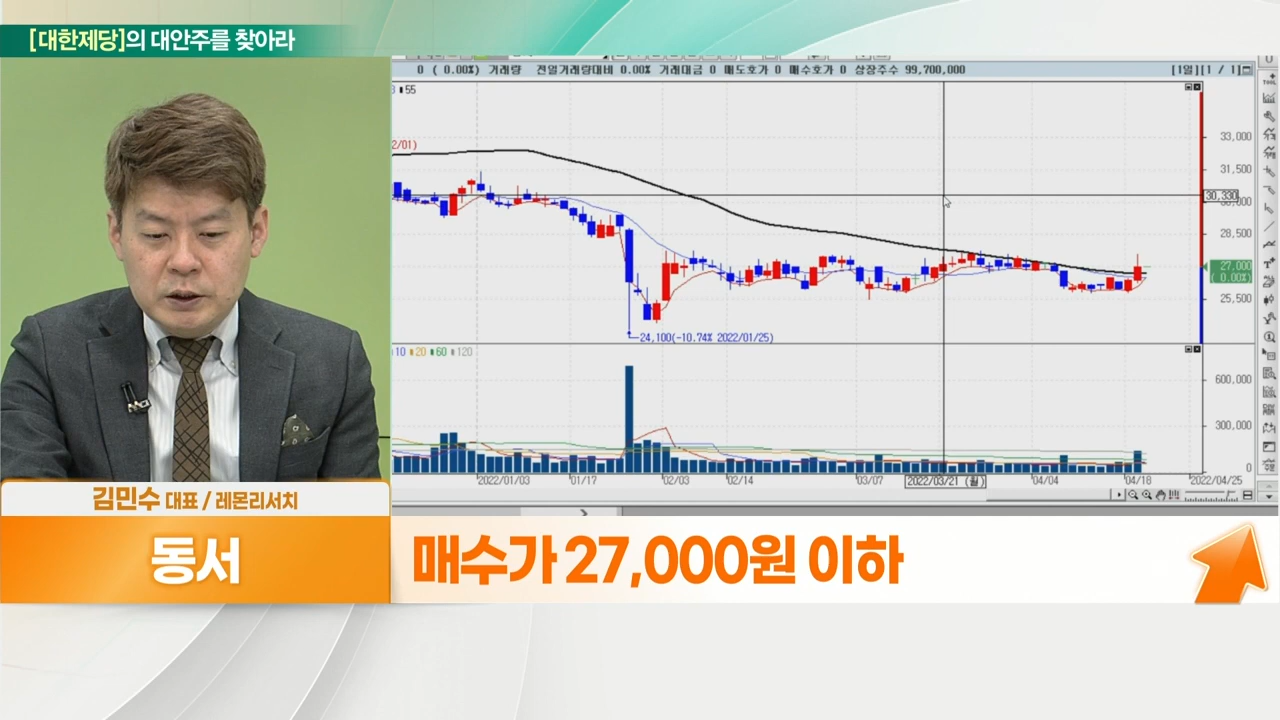 [대한제당]의 대안주를 찾아라
0 ( 0.00%) 거래량 전일거래량대비 0.00% 거래대금 0 매도호가 0 매수호가 0 상장주수 99,700,000
[1일][1 / 1]
55
2/01)
33,000
31,500
30,330
28,500
27,000
( 0.00%)
25,500
24,100(-10.74% 2022/01/25)
10 20 60 120
600,000
300,000
0
2022/01/03 01/17 02/03 02/14 03/07 2022/03/21 (월) 04/04 04/18 2022/04/25
김민수 대표 / 레몬리서치
동서
매수가 27,000원 이하